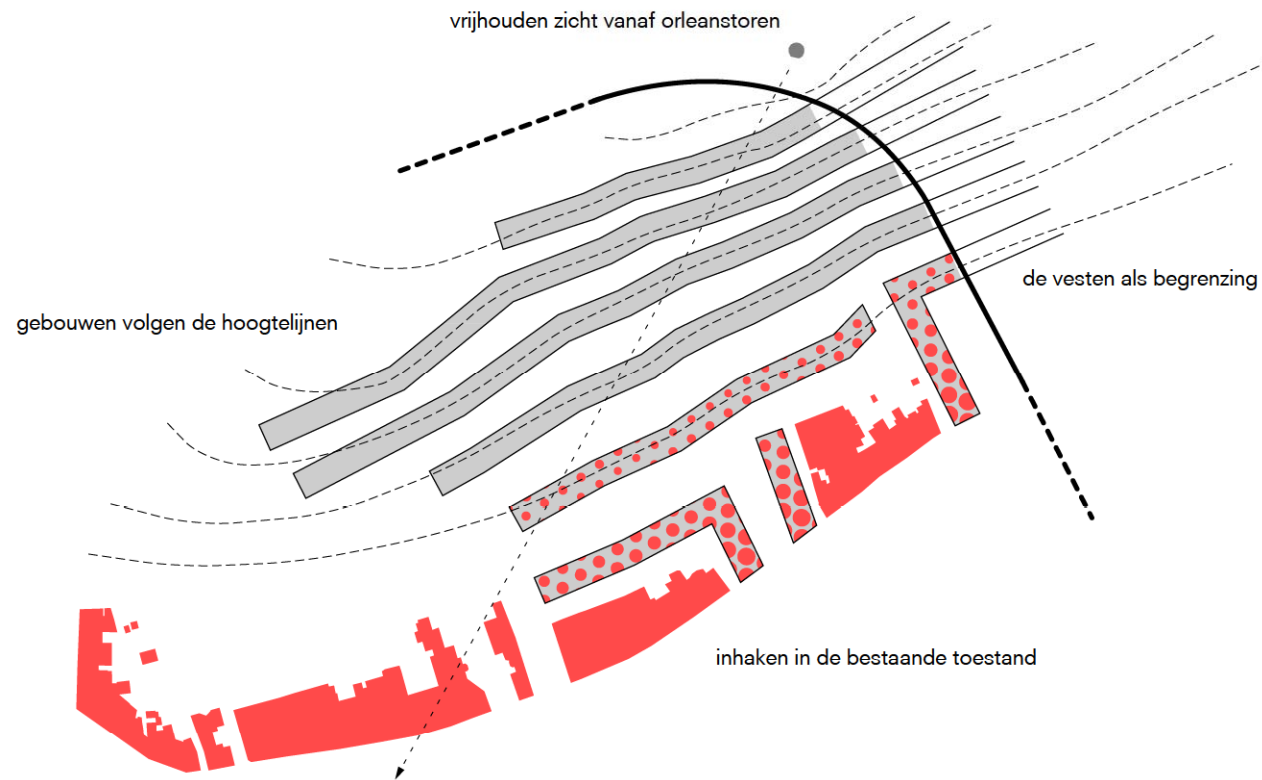 vrijhouden zicht vanaf orleanstoren
de vesten als begrenzing
gebouwen volgen de hoogtelijnen
inhaken in de bestaande toestand